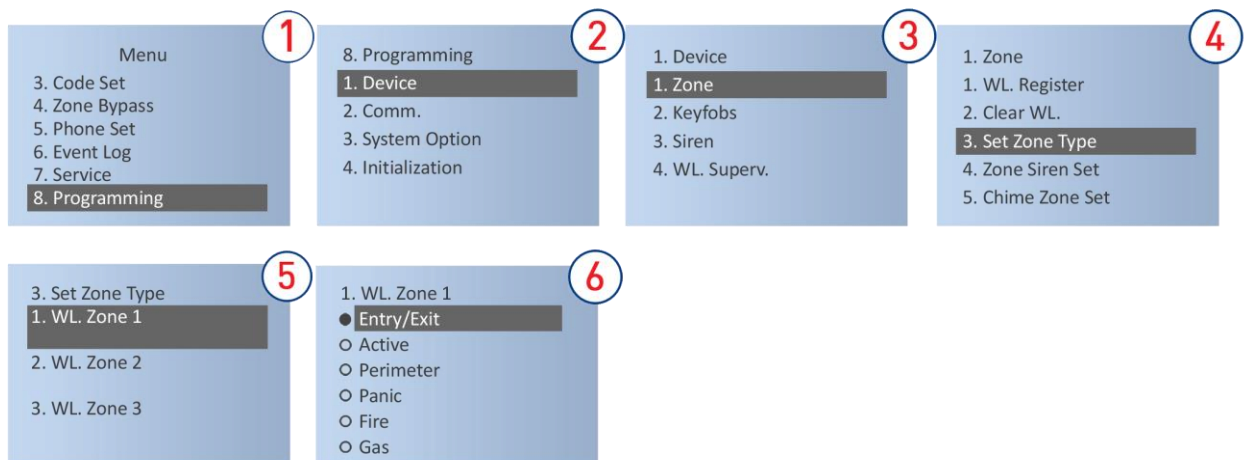 1
Menu
3. Code Set
4. Zone Bypass
5. Phone Set
6. Event Log
7. Service
8. Programming
2
8. Programming
1. Device
2. Comm.
3. System Option
4. Initialization
3
1. Device
1. Zone
2. Keyfobs
3. Siren
4. WL. Superv.
4
1. Zone
1. WL. Register
2. Clear WL.
3. Set Zone Type
4. Zone Siren Set
5. Chime Zone Set
5
3. Set Zone Type
1. WL. Zone 1
2. WL. Zone 2
3. WL. Zone 3
6
1. WL. Zone 1
Entry/Exit
Active
Perimeter
Panic
Fire
Gas